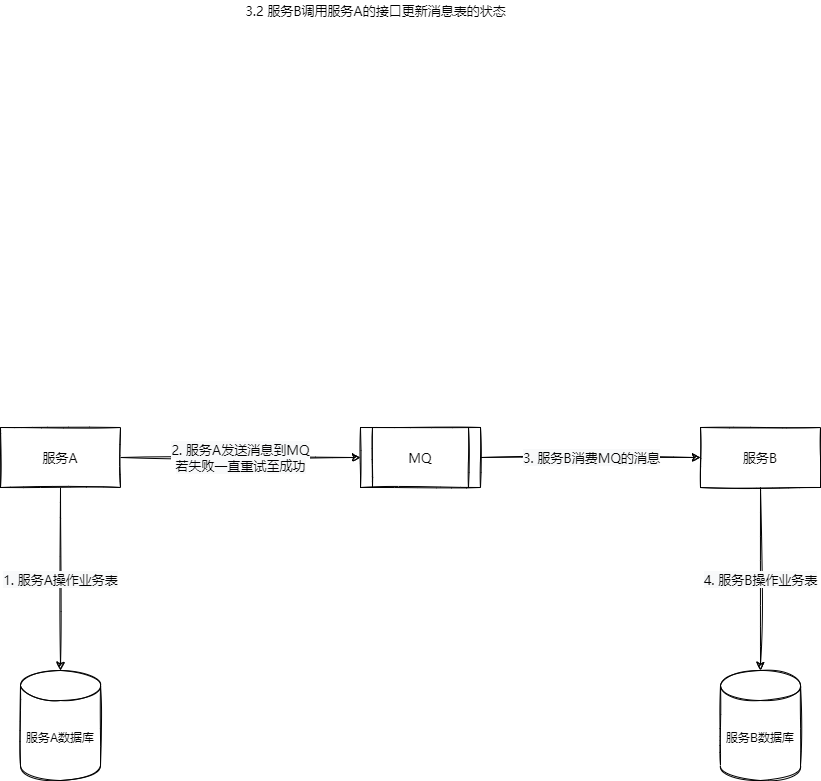 3.2 服务B调用服务A的接口更新消息表的状态
服务A
2. 服务A发送消息到MQ
若失败一直重试至成功
MQ
3. 服务B消费MQ的消息
服务B
1. 服务A操作业务表
4. 服务B操作业务表
服务A数据库
服务B数据库